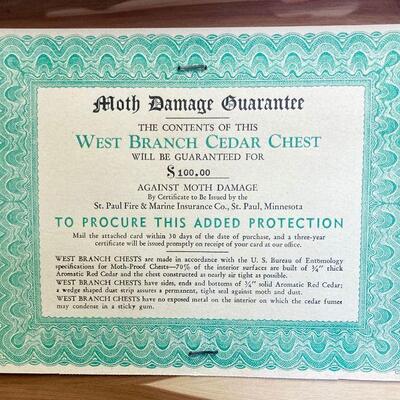 Moth Damage Guarantee
THE CONTENTS OF THIS
WEST BRANCH CEDAR CHEST
WILL BE GUARANTEED FOR
$100.00
AGAINST MOTH DAMAGE
By Certificate to Be Issued by the
St. Paul Fire & Marine Insurance Co., St. Paul, Minnesota
TO PROCURE THIS ADDED PROTECTION
Mail the attached card within 30 days of the date of purchase, and a three-year
certificate will be issued promptly on receipt of your card at our office.
WEST BRANCH CHESTS are made in accordance with the U. S. Bureau of Entomology
specifications for Moth-Proof Chests—70% of the interior surfaces are built of ¾" thick
Aromatic Red Cedar and the chest constructed as nearly air tight as possible.
WEST BRANCH CHESTS have sides, ends and bottoms of ¾" solid Aromatic Red Cedar;
a wedge shaped dust strip assures a permanent, tight seal against moth and dust.
WEST BRANCH CHESTS have no exposed metal on the interior on which the cedar fumes
may condense in a sticky gum.